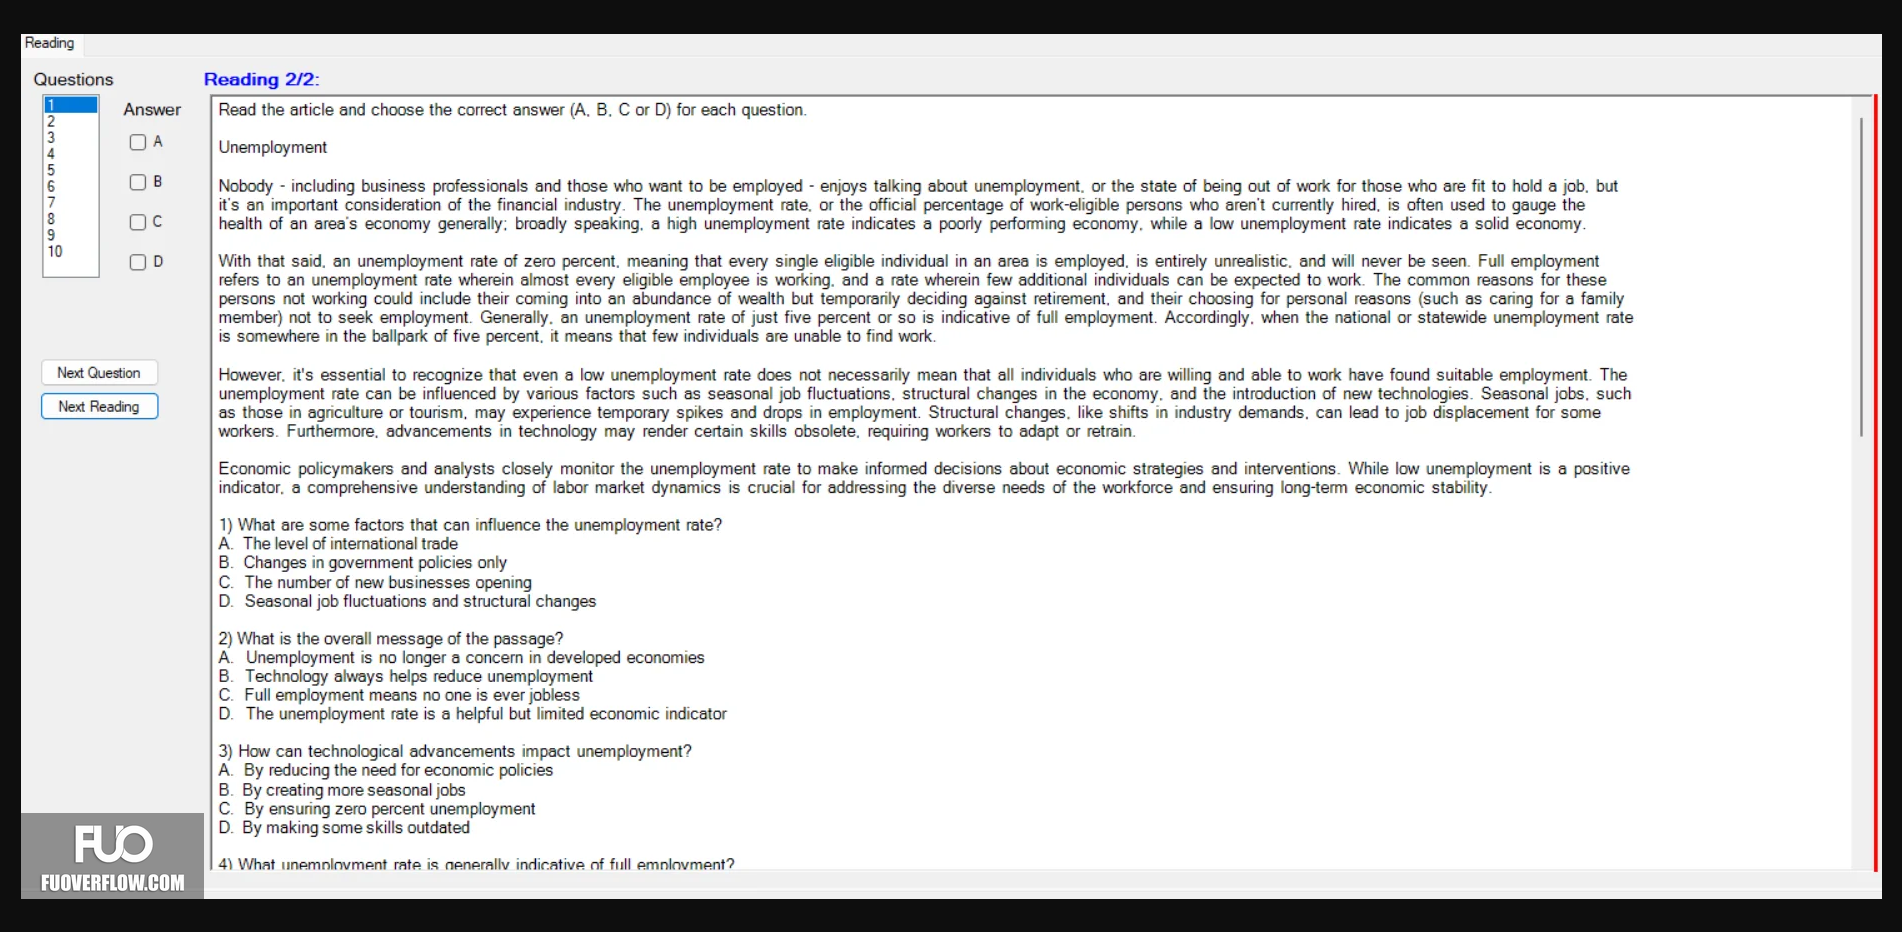 Reading
Questions
Reading 2/2:
1
2
3
4
5
6
7
8
9
10
Answer
A
B
C
D
Next Question
Next Reading
Read the article and choose the correct answer (A, B, C or D) for each question.
Unemployment
Nobody - including business professionals and those who want to be employed - enjoys talking about unemployment, or the state of being out of work for those who are fit to hold a job, but
it's an important consideration of the financial industry. The unemployment rate, or the official percentage of work-eligible persons who aren't currently hired, is often used to gauge the
health of an area's economy generally; broadly speaking, a high unemployment rate indicates a poorly performing economy, while a low unemployment rate indicates a solid economy.
With that said, an unemployment rate of zero percent, meaning that every single eligible individual in an area is employed, is entirely unrealistic, and will never be seen. Full employment
refers to an unemployment rate wherein almost every eligible employee is working, and a rate wherein few additional individuals can be expected to work. The common reasons for these
persons not working could include their coming into an abundance of wealth but temporarily deciding against retirement, and their choosing for personal reasons (such as caring for a family
member) not to seek employment. Generally, an unemployment rate of just five percent or so is indicative of full employment. Accordingly, when the national or statewide unemployment rate
is somewhere in the ballpark of five percent, it means that few individuals are unable to find work.
However, it's essential to recognize that even a low unemployment rate does not necessarily mean that all individuals who are willing and able to work have found suitable employment. The
unemployment rate can be influenced by various factors such as seasonal job fluctuations, structural changes in the economy, and the introduction of new technologies. Seasonal jobs, such
as those in agriculture or tourism, may experience temporary spikes and drops in employment. Structural changes, like shifts in industry demands, can lead to job displacement for some
workers. Furthermore, advancements in technology may render certain skills obsolete, requiring workers to adapt or retrain.
Economic policymakers and analysts closely monitor the unemployment rate to make informed decisions about economic strategies and interventions. While low unemployment is a positive
indicator, a comprehensive understanding of labor market dynamics is crucial for addressing the diverse needs of the workforce and ensuring long-term economic stability.
1) What are some factors that can influence the unemployment rate?
A. The level of international trade
B. Changes in government policies only
C. The number of new businesses opening
D. Seasonal job fluctuations and structural changes
2) What is the overall message of the passage?
A. Unemployment is no longer a concern in developed economies
B. Technology always helps reduce unemployment
C. Full employment means no one is ever jobless
D. The unemployment rate is a helpful but limited economic indicator
3) How can technological advancements impact unemployment?
A. By reducing the need for economic policies
B. By creating more seasonal jobs
C. By ensuring zero percent unemployment
D. By making some skills outdated
4) What unemployment rate is generally indicative of full employment?
FUO
FUOVERFLOW.COM